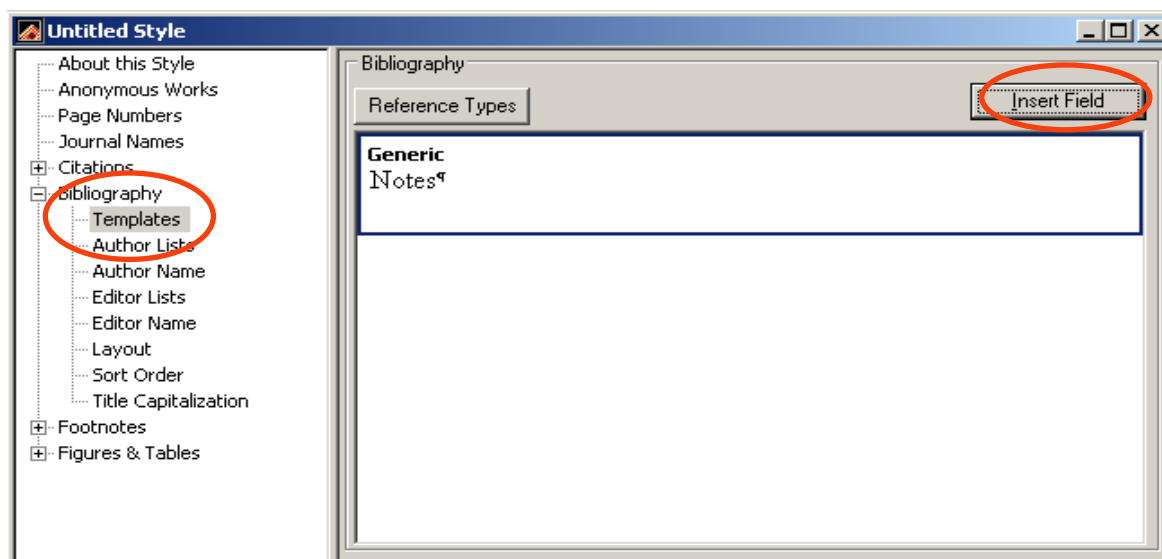 Untitled Style
About this Style
Anonymous Works
Page Numbers
Journal Names
Citations
Bibliography
Templates
Author Lists
Author Name
Editor Lists
Editor Name
Layout
Sort Order
Title Capitalization
Footnotes
Figures & Tables
Bibliography
Reference Types
Insert Field
Generic
Notes¶